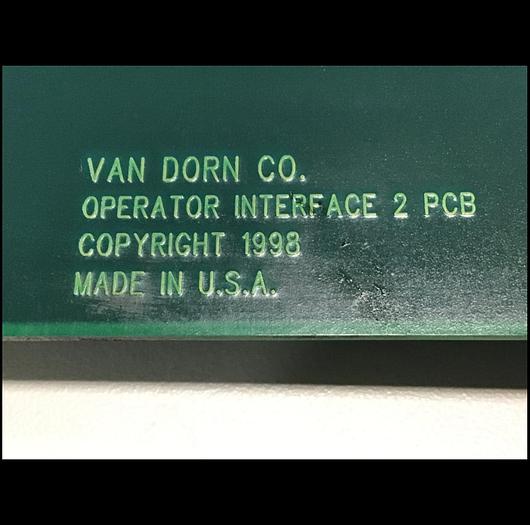 VAN DORN CO.
OPERATOR INTERFACE 2 PCB
COPYRIGHT 1998
MADE IN U.S.A.